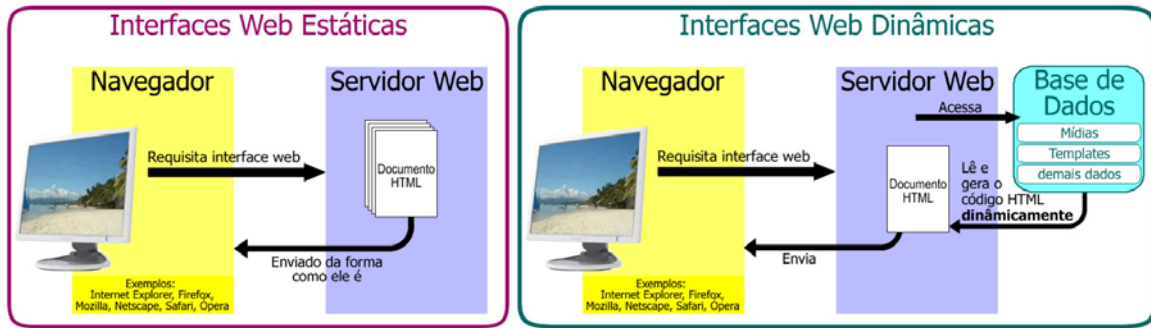 Interfaces Web Estáticas
Navegador
Servidor Web
Requisita interface web
Documento
HTML
Enviado da forma
como ele é
Exemplos:
Internet Explorer, Firefox,
Mozilla, Netscape, Safari, Opera
Interfaces Web Dinâmicas
Navegador
Servidor Web
Base de
Dados
Acessa
Mídias
Templates
demais dados
Requisita interface web
Documento
HTML
Lê e
gera o
código HTML
dinâmicamente
Envia
Exemplos:
Internet Explorer, Firefox,
Mozilla, Netscape, Safari, Opera